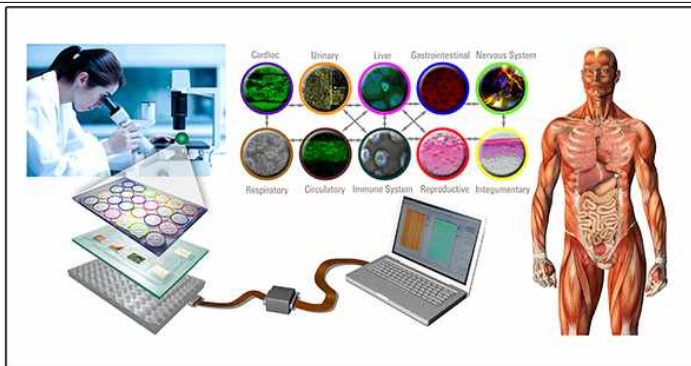 Cardiac Urinary Liver Gastrointestinal Nervous System
Respiratory Circulatory Immune System Reproductive Integumentary